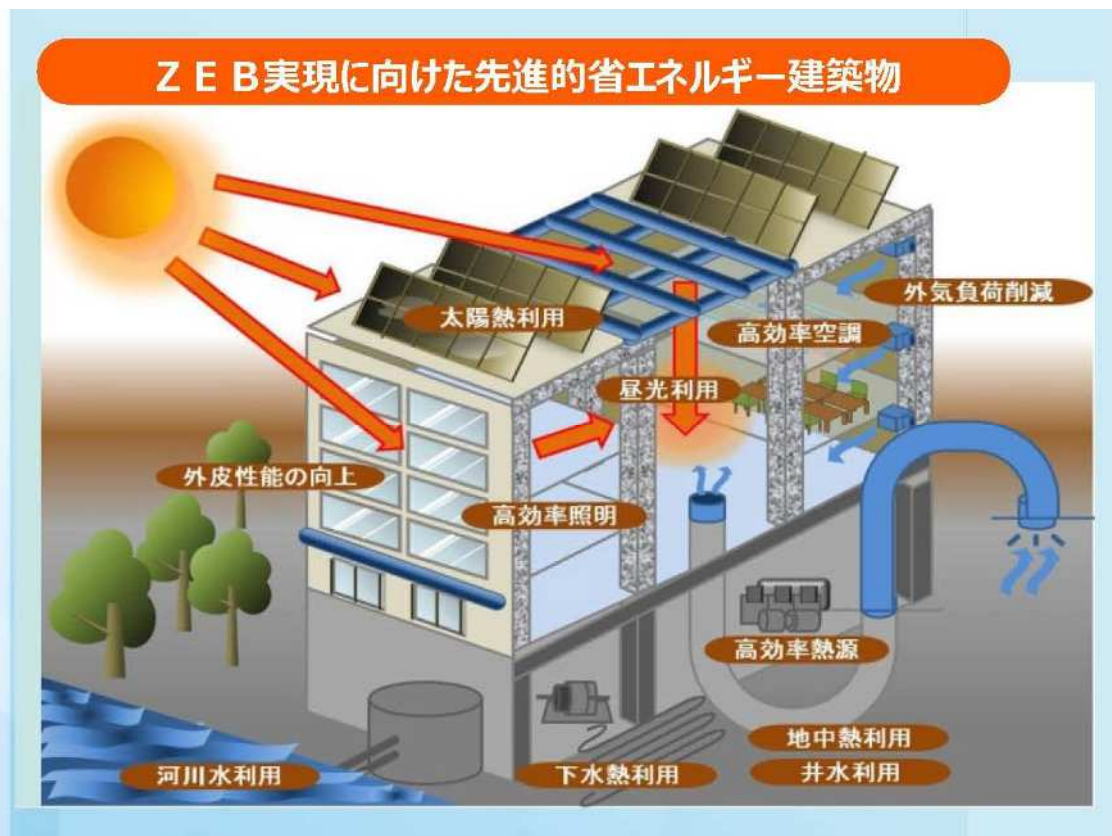 ZEB実現に向けた先進的省エネルギー建築物
太陽熱利用
外気負荷削減
高効率空調
昼光利用
外皮性能の向上
高効率照明
高効率熱源
地中熱利用
河川水利用
下水熱利用
井水利用